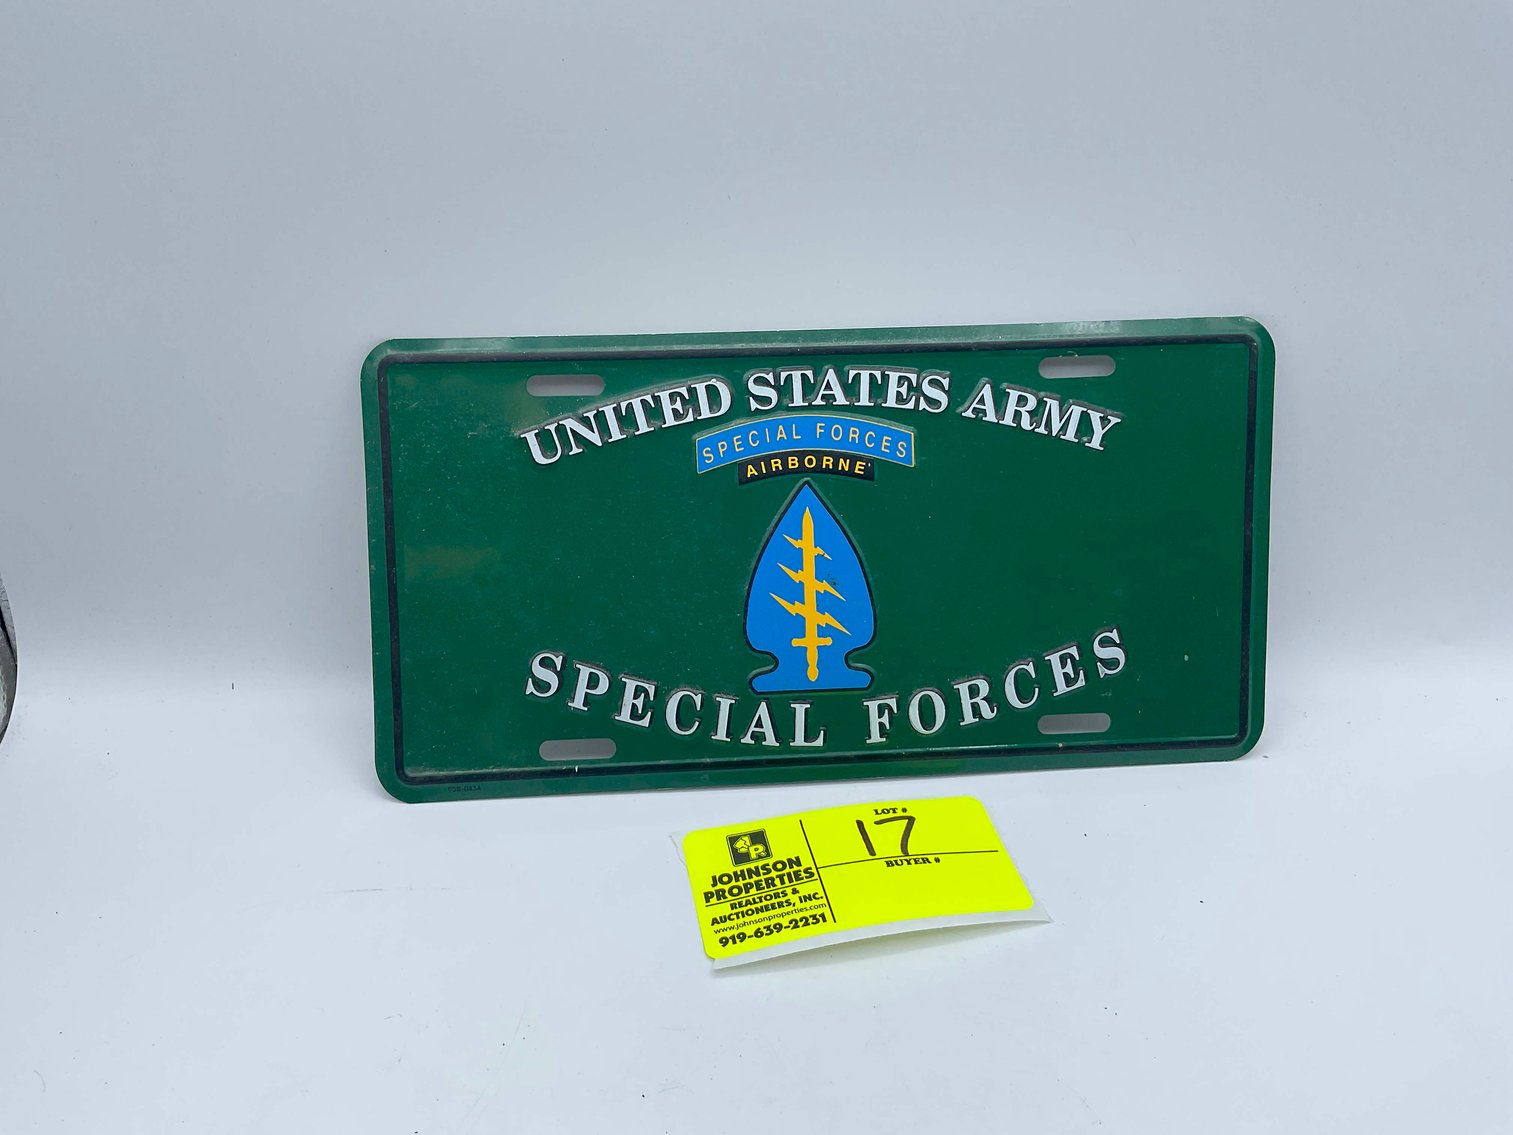 UNITED STATES ARMY
SPECIAL FORCES
AIRBORNE
SPECIAL FORCES
LOT #
17
BUYER #
JOHNSON
PROPERTIES
REALTORS &
AUCTIONEERS, INC.
www.johnsonproperties.com
919-639-2231